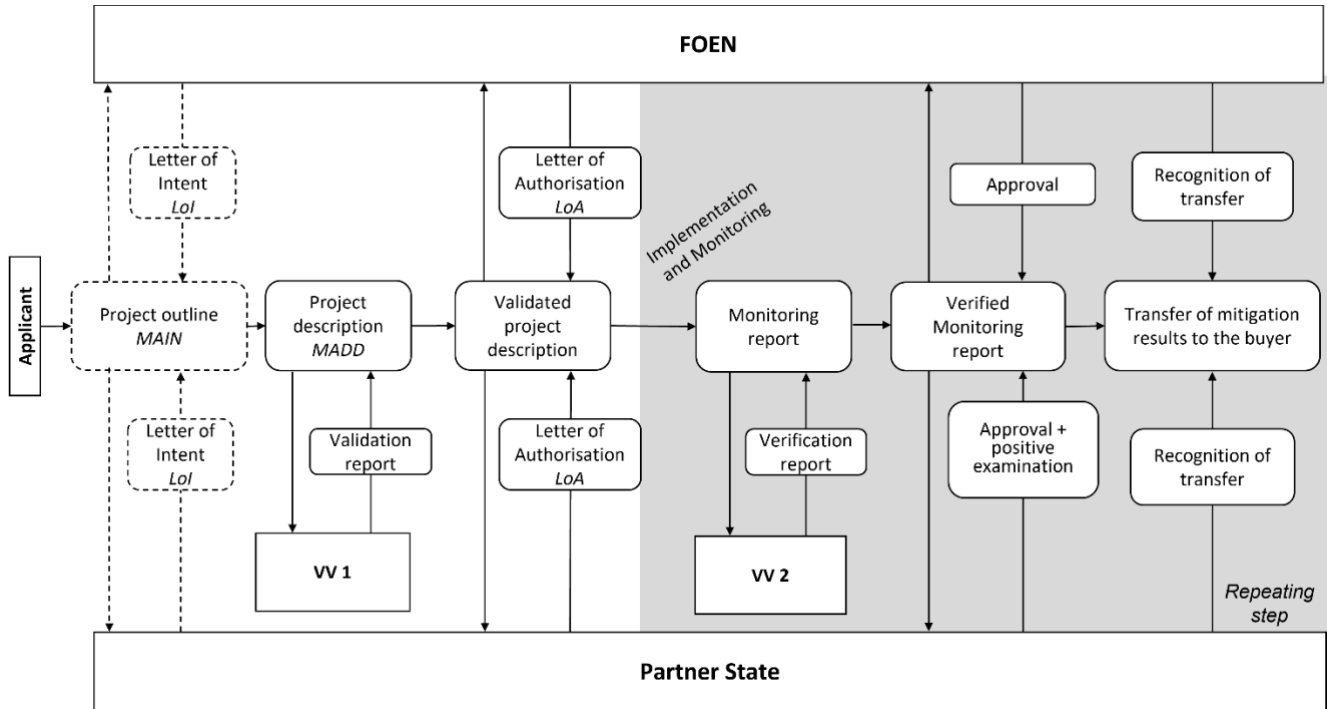 FOEN
Letter of
Intent
LoI
Letter of
Authorisation
LoA
Implementation
and Monitoring
Approval
Recognition of
transfer
Applicant
Project outline
MAIN
Project
description
MADD
Validated
project
description
Monitoring
report
Verified
Monitoring
report
Transfer of mitigation
results to the buyer
Letter of
Intent
LoI
Validation
report
Letter of
Authorisation
LoA
Verification
report
Approval +
positive
examination
Recognition of
transfer
VV 1
VV 2
Repeating
step
Partner State